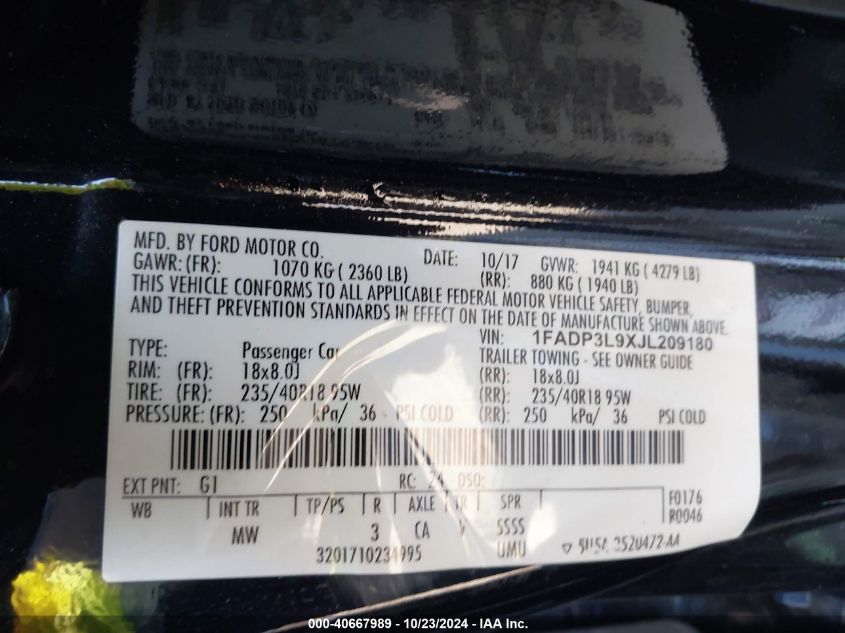 MFD. BY FORD MOTOR CO. DATE: 10/17 GVWR: 1941 KG ( 4279 LB)
GAWR: (FR): 1070 KG ( 2360 LB) (RR): 880 KG ( 1940 LB)
THIS VEHICLE CONFORMS TO ALL APPLICABLE FEDERAL MOTOR VEHICLE SAFETY, BUMPER,
AND THEFT PREVENTION STANDARDS IN EFFECT ON THE DATE OF MANUFACTURE SHOWN ABOVE.
VIN: 1FADP3L9XJL209180
TYPE: Passenger Car TRAILER TOWING - SEE OWNER GUIDE
RIM: (FR): 18x8.0J (RR): 18x8.0J
TIRE: (FR): 235/40R18 95W (RR): 235/40R18 95W
PRESSURE: (FR): 250 kPa/ 36 PSI COLD (RR): 250 kPa/ 36 PSI COLD
EXT PNT: G1 RC: 24 DSO:
WB INT TR TP/PS R AXLE TR SPR F0176
MW 3 CA V SSSS R0046
3201710234995 UMU
000-40667989 - 10/23/2024 - IAA Inc.